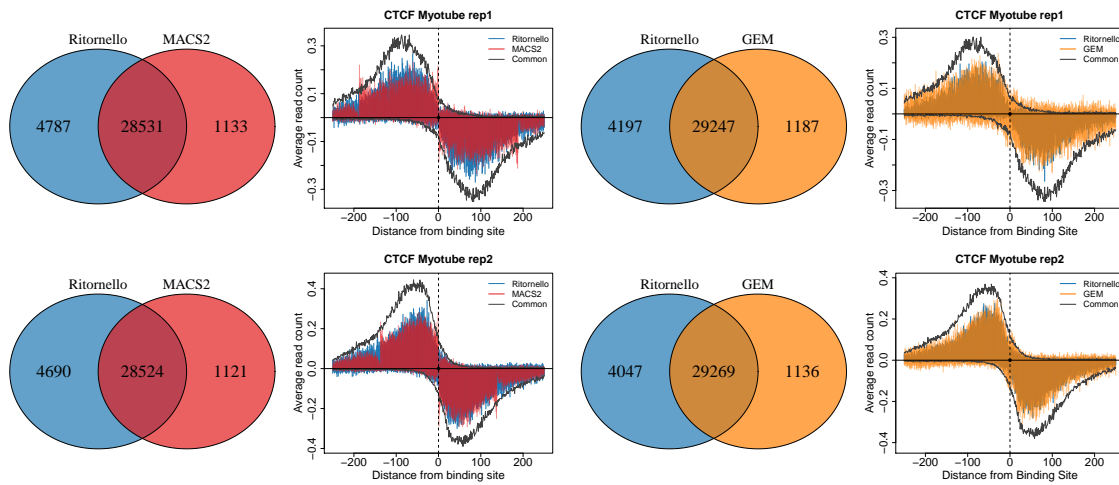 Ritornello MACS2
4787 28531 1133
CTCF Myotube rep1
Ritornello
MACS2
Common
Average read count
−0.3 −0.1 0.1 0.3
−200 −100 0 100 200
Distance from binding site
Ritornello GEM
4197 29247 1187
CTCF Myotube rep1
Ritornello
GEM
Common
Average read count
−0.3 −0.1 0.1 0.3
−200 −100 0 100 200
Distance from Binding Site
Ritornello MACS2
4690 28524 1121
CTCF Myotube rep2
Ritornello
MACS2
Common
Average read count
−0.4 −0.2 0.0 0.2 0.4
−200 −100 0 100 200
Distance from binding site
Ritornello GEM
4047 29269 1136
CTCF Myotube rep2
Ritornello
GEM
Common
Average read count
−0.4 −0.2 0.0 0.2 0.4
−200 −100 0 100 200
Distance from Binding Site